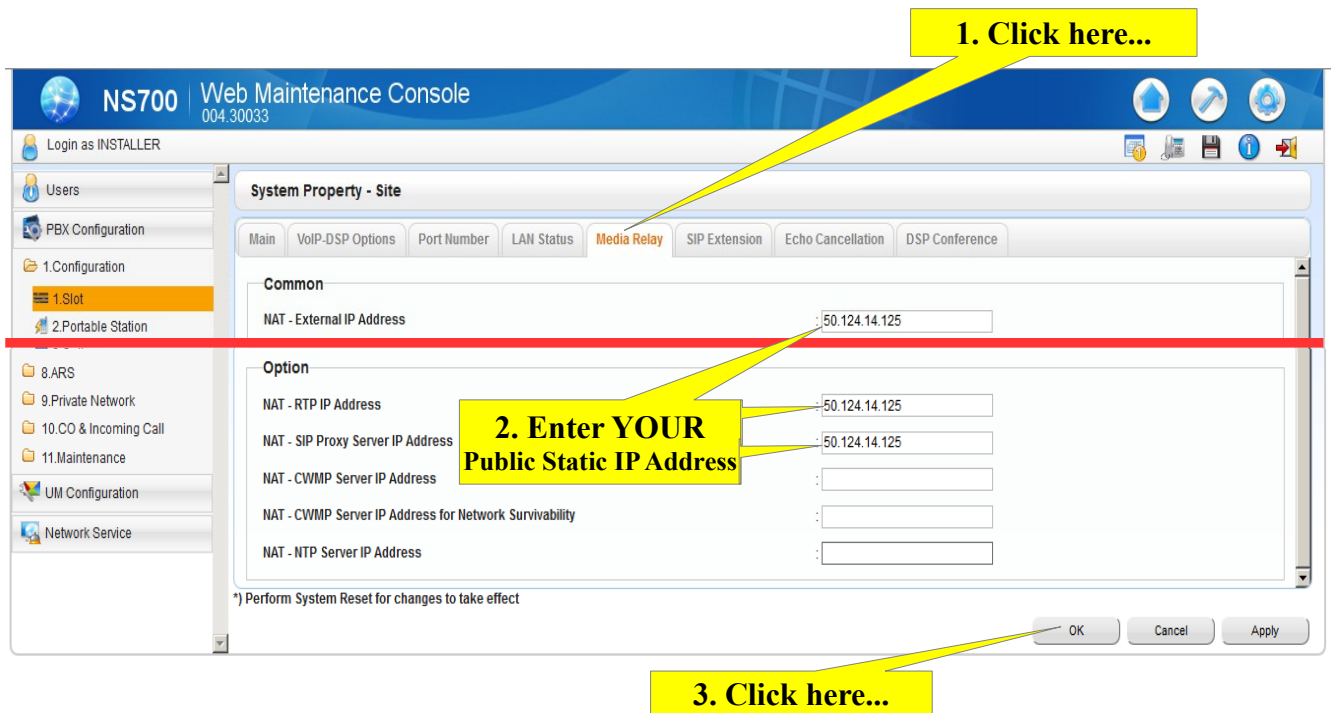 1. Click here...
NS700
Web Maintenance Console
004.30033
Login as INSTALLER
Users
System Property - Site
PBX Configuration
Main VoIP-DSP Options Port Number LAN Status Media Relay SIP Extension Echo Cancellation DSP Conference
1.Configuration
Common
1.Slot
NAT - External IP Address : 50.124.14.125
2.Portable Station
Option
8.ARS
9.Private Network
NAT - RTP IP Address : 50.124.14.125
10.CO & Incoming Call
NAT - SIP Proxy Server IP Address : 50.124.14.125
2. Enter YOUR
Public Static IP Address
11.Maintenance
NAT - CWMP Server IP Address :
UM Configuration
NAT - CWMP Server IP Address for Network Survivability :
Network Service
NAT - NTP Server IP Address :
*) Perform System Reset for changes to take effect
OK Cancel Apply
3. Click here...